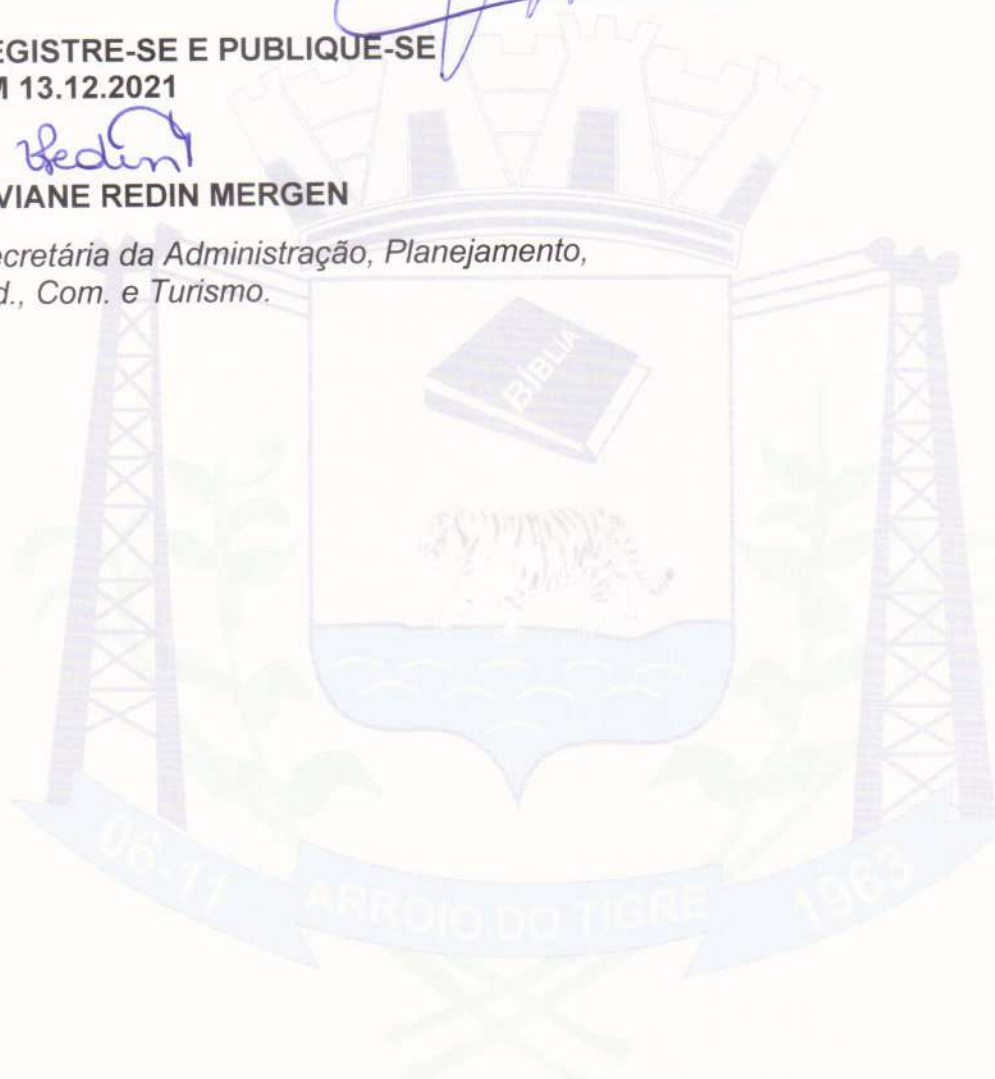 EGISTRE-SE E PUBLIQUE-SE
M 13.12.2021
Redin
VIANE REDIN MERGEN
ecretária da Administração, Planejamento,
d., Com. e Turismo.
BÍBLIA
06-11 ARROIO DO TIGRE 1963